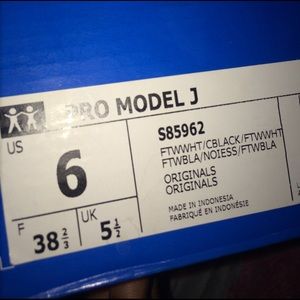 PRO MODEL J
US
6
F
38 2/3
UK
5 1/2
S85962
FTWWHT/CBLACK/FTWWHT
FTWBLA/NOIESS/FTWBLA
ORIGINALS
ORIGINALS
MADE IN INDONESIA
FABRIQUÉ EN INDONÉSIE